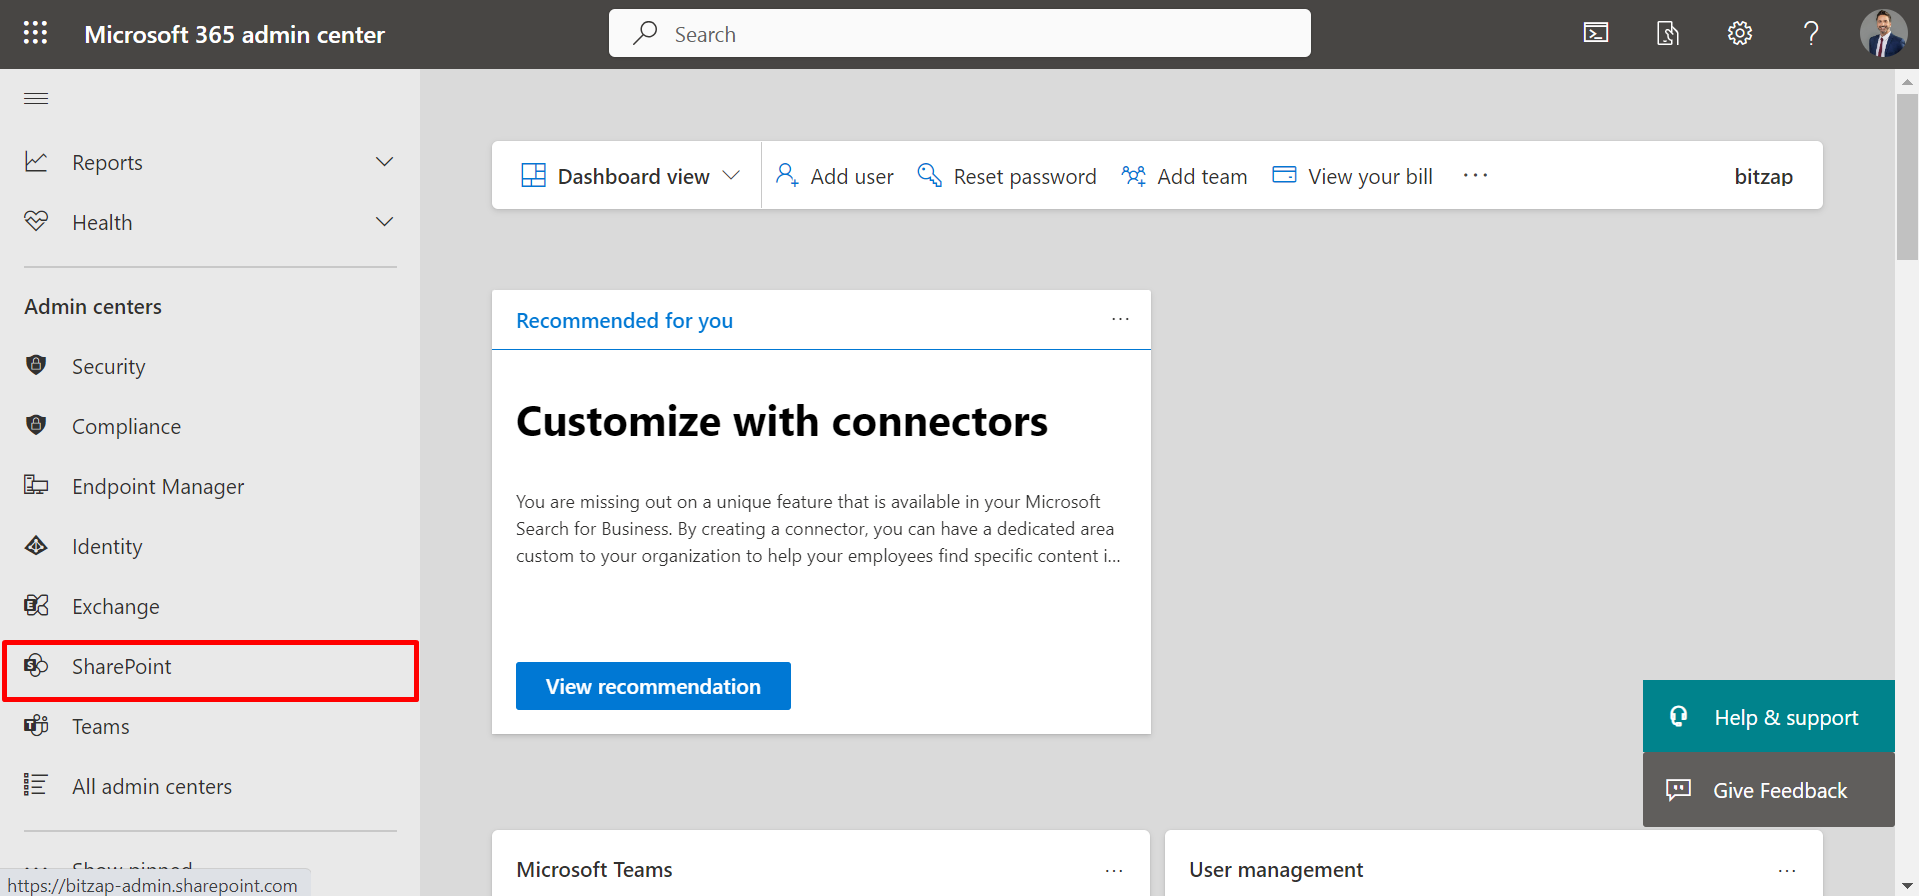 Microsoft 365 admin center
Search
Reports
Health
Admin centers
Security
Compliance
Endpoint Manager
Identity
Exchange
SharePoint
Teams
All admin centers
Show pinned
https://bitzap-admin.sharepoint.com
Dashboard view
Add user
Reset password
Add team
View your bill
bitzap
Recommended for you
Customize with connectors
You are missing out on a unique feature that is available in your Microsoft
Search for Business. By creating a connector, you can have a dedicated area
custom to your organization to help your employees find specific content i...
View recommendation
Help & support
Give Feedback
Microsoft Teams
User management